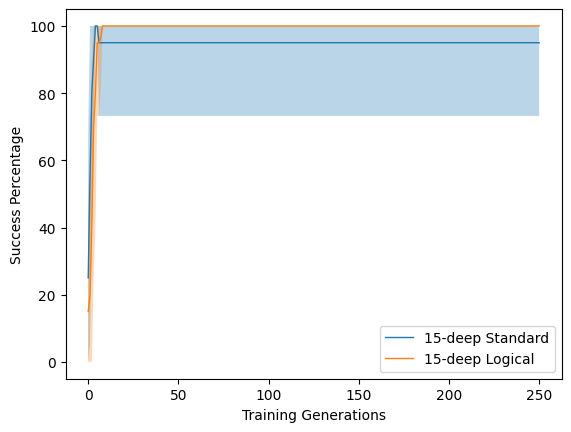 100
80
60
40
20
0
Success Percentage
0 50 100 150 200 250
Training Generations
15-deep Standard
15-deep Logical